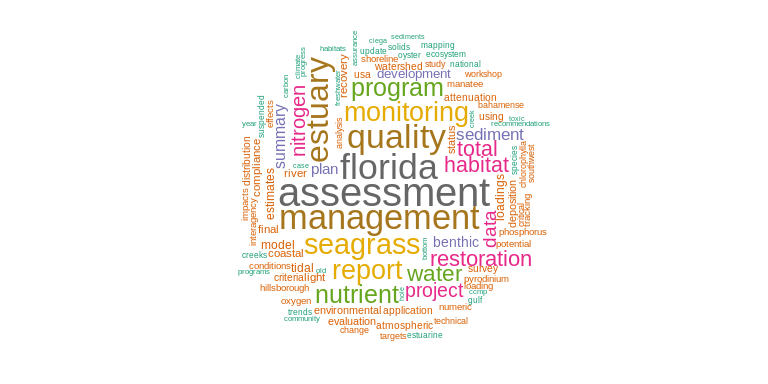 sediments
ciega
assurance
update
solids
mapping
habitats
oyster
ecosystem
shoreline
climate
progress
estuary
recovery
watershed
study
national
usa
development
workshop
carbon
freshwater
program
manatee
attenuation
nitrogen
monitoring
bahamense
suspended
effects
using
creek
toxic
year
summary
analysis
quality
status
sediment
recommendations
total
florida
habitat
species
chlorophylla
southwest
case
plan
river
distribution
compliance
assessment
loadings
deposition
critical
tracking
impacts
interagency
estimates
management
data
phosphorus
final
model
seagrass
benthic
potential
creeks
coastal
bottom
restoration
conditions
tidal
old
report
water
survey
programs
criteria
light
pyrodinium
hillsborough
nutrient
hole
project
loading
ccmp
gulf
oxygen
environmental
application
numeric
trends
community
evaluation
atmospheric
technical
change
targets
estuarine